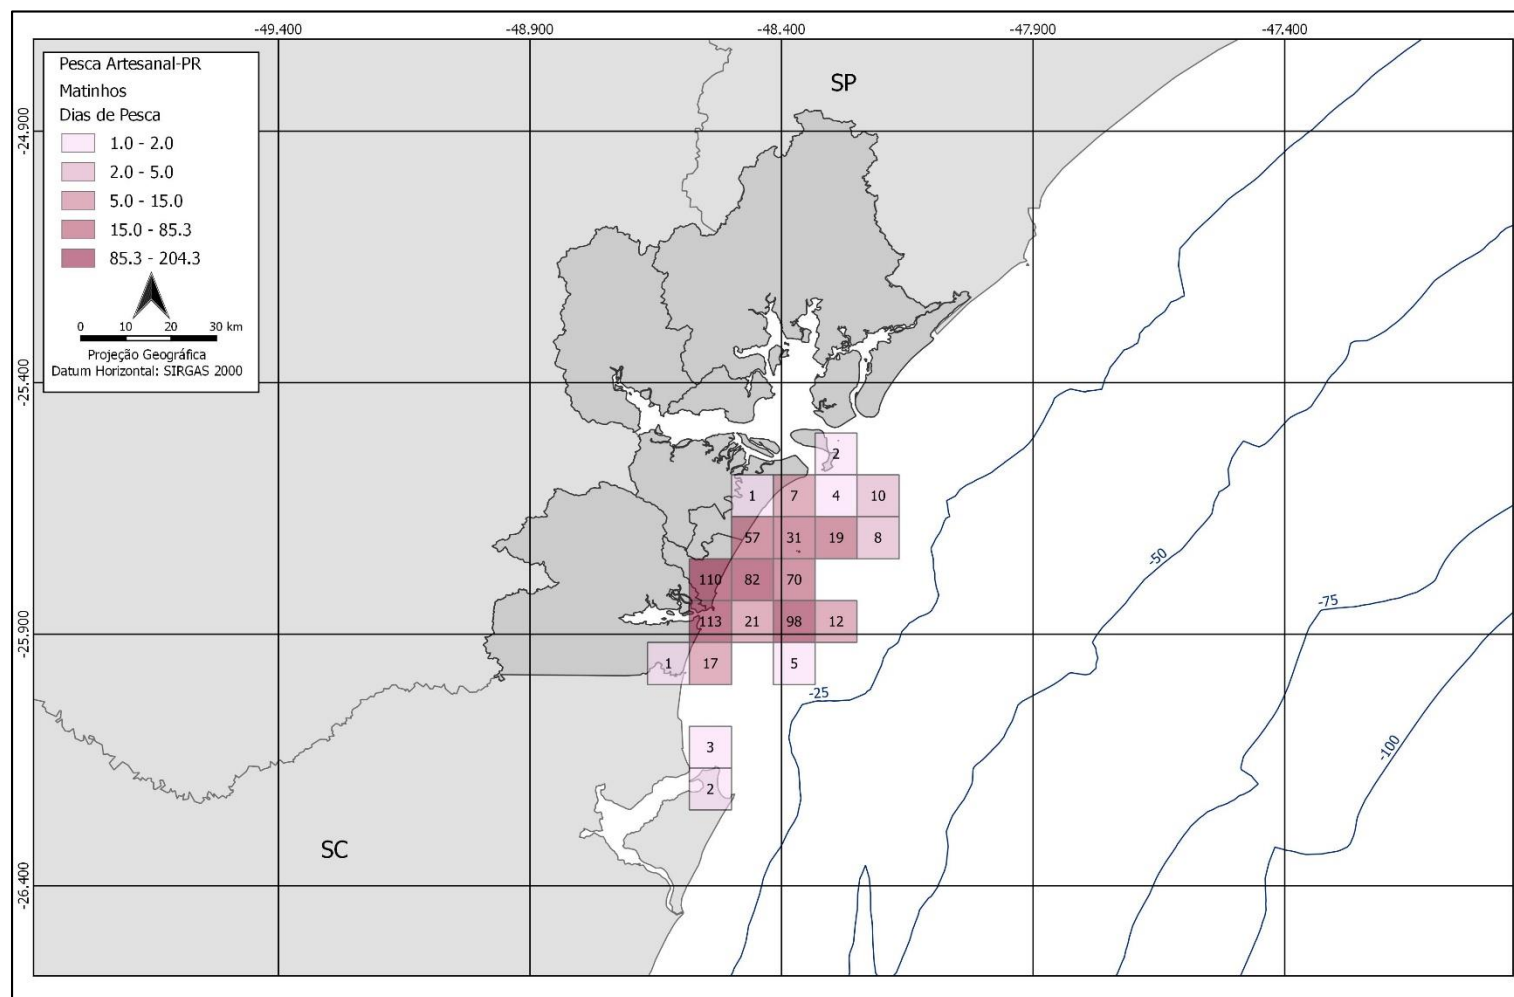 -49.400 -48.900 -48.400 -47.900 -47.400
Pesca Artesanal-PR
Matinhos
Dias de Pesca
1.0 - 2.0
2.0 - 5.0
5.0 - 15.0
15.0 - 85.3
85.3 - 204.3
0 10 20 30 km
Projeção Geográfica
Datum Horizontal: SIRGAS 2000
SP
-24.900
-25.400
2
1 7 4 10
57 31 19 8
-50
110 82 70
-75
113 21 98 12
-25.900
1 17 5
-25
3
-100
2
SC
-26.400